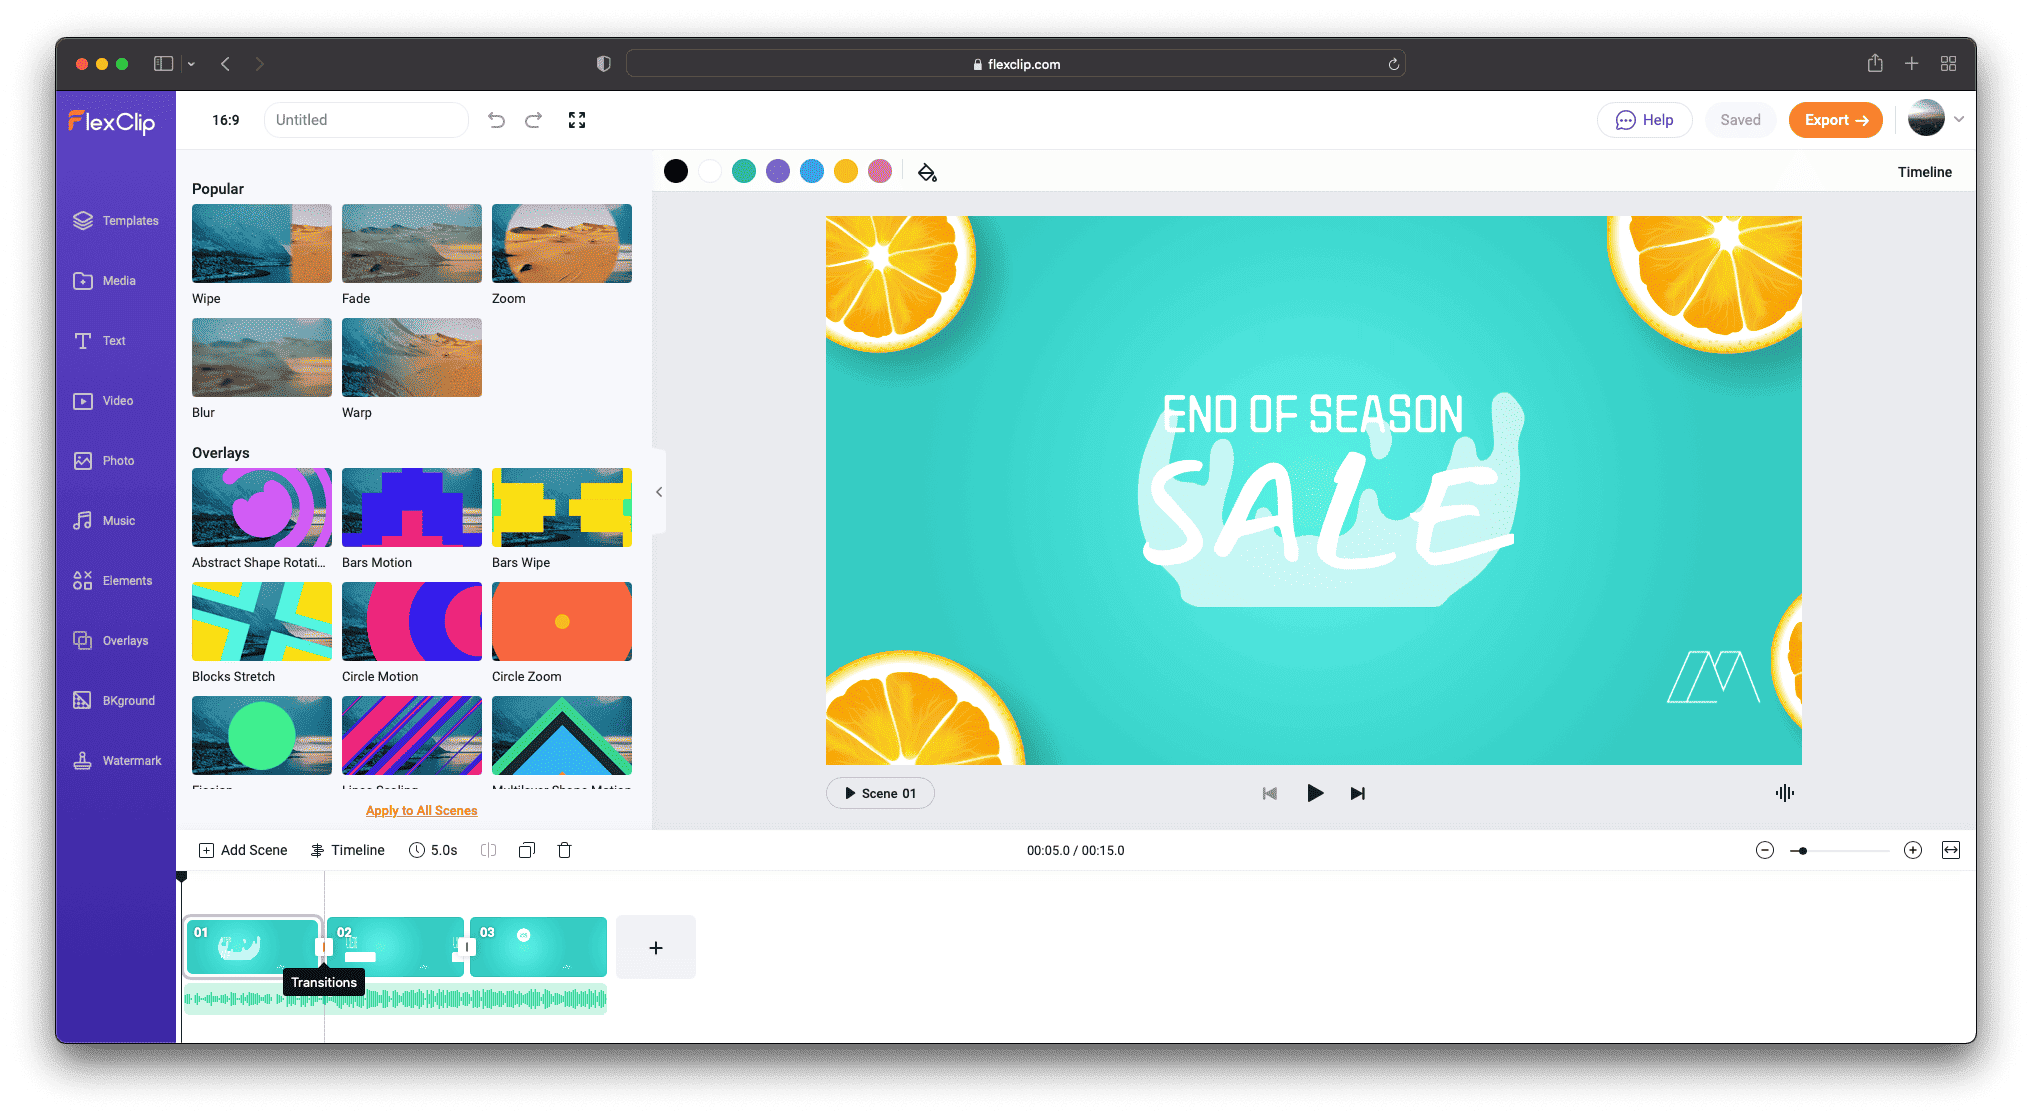 flexclip.com
FlexClip
16:9
Untitled
Help
Saved
Export
Templates
Media
Text
Video
Photo
Music
Elements
Overlays
BKground
Watermark
Popular
Wipe
Fade
Zoom
Blur
Warp
Overlays
Abstract Shape Rotati...
Bars Motion
Bars Wipe
Blocks Stretch
Circle Motion
Circle Zoom
Multilayer Shape Motion
Apply to All Scenes
Timeline
END OF SEASON
SALE
Scene 01
Add Scene
Timeline
5.0s
00:05.0 / 00:15.0
01
02
03
Transitions